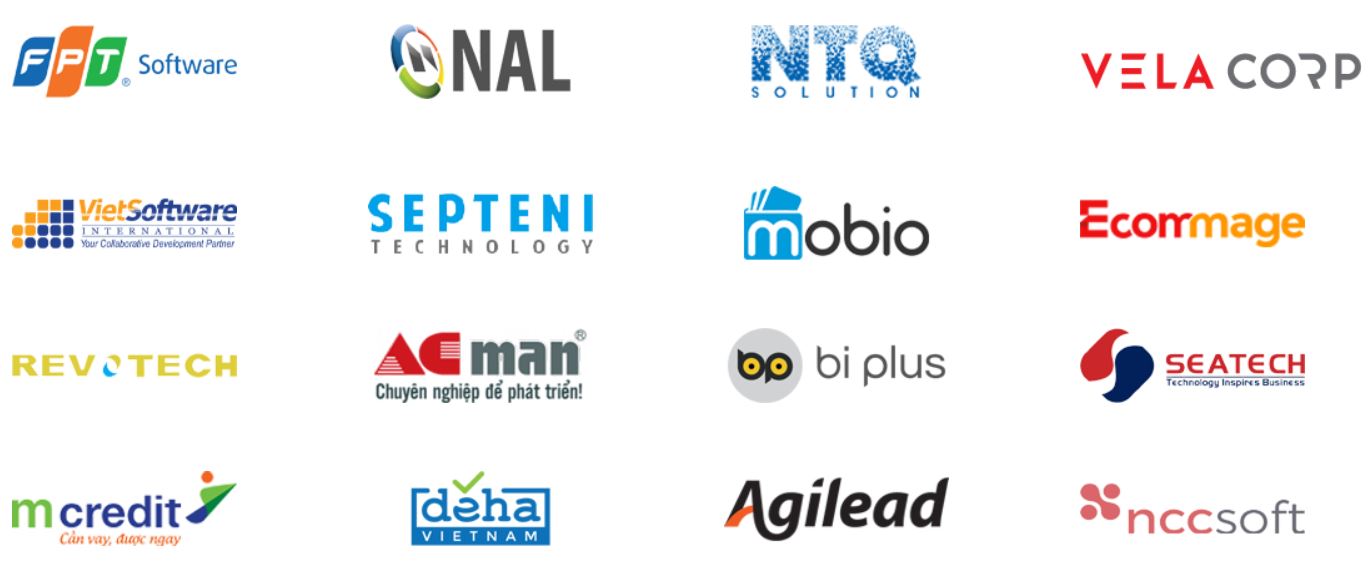 FPT® Software
NAL
NTQ
SOLUTION
VELA CORP
VietSoftware
INTERNATIONAL
Your Collaborative Development Partner
SEPTENI
TECHNOLOGY
mobio
Ecommage
REVOTECH
ACman®
Chuyên nghiệp để phát triển!
bp bi plus
SEATECH
Technology Inspires Business
mcredit
Cần vay, được ngay
dėha
VIETNAM
Agilead
nccsoft